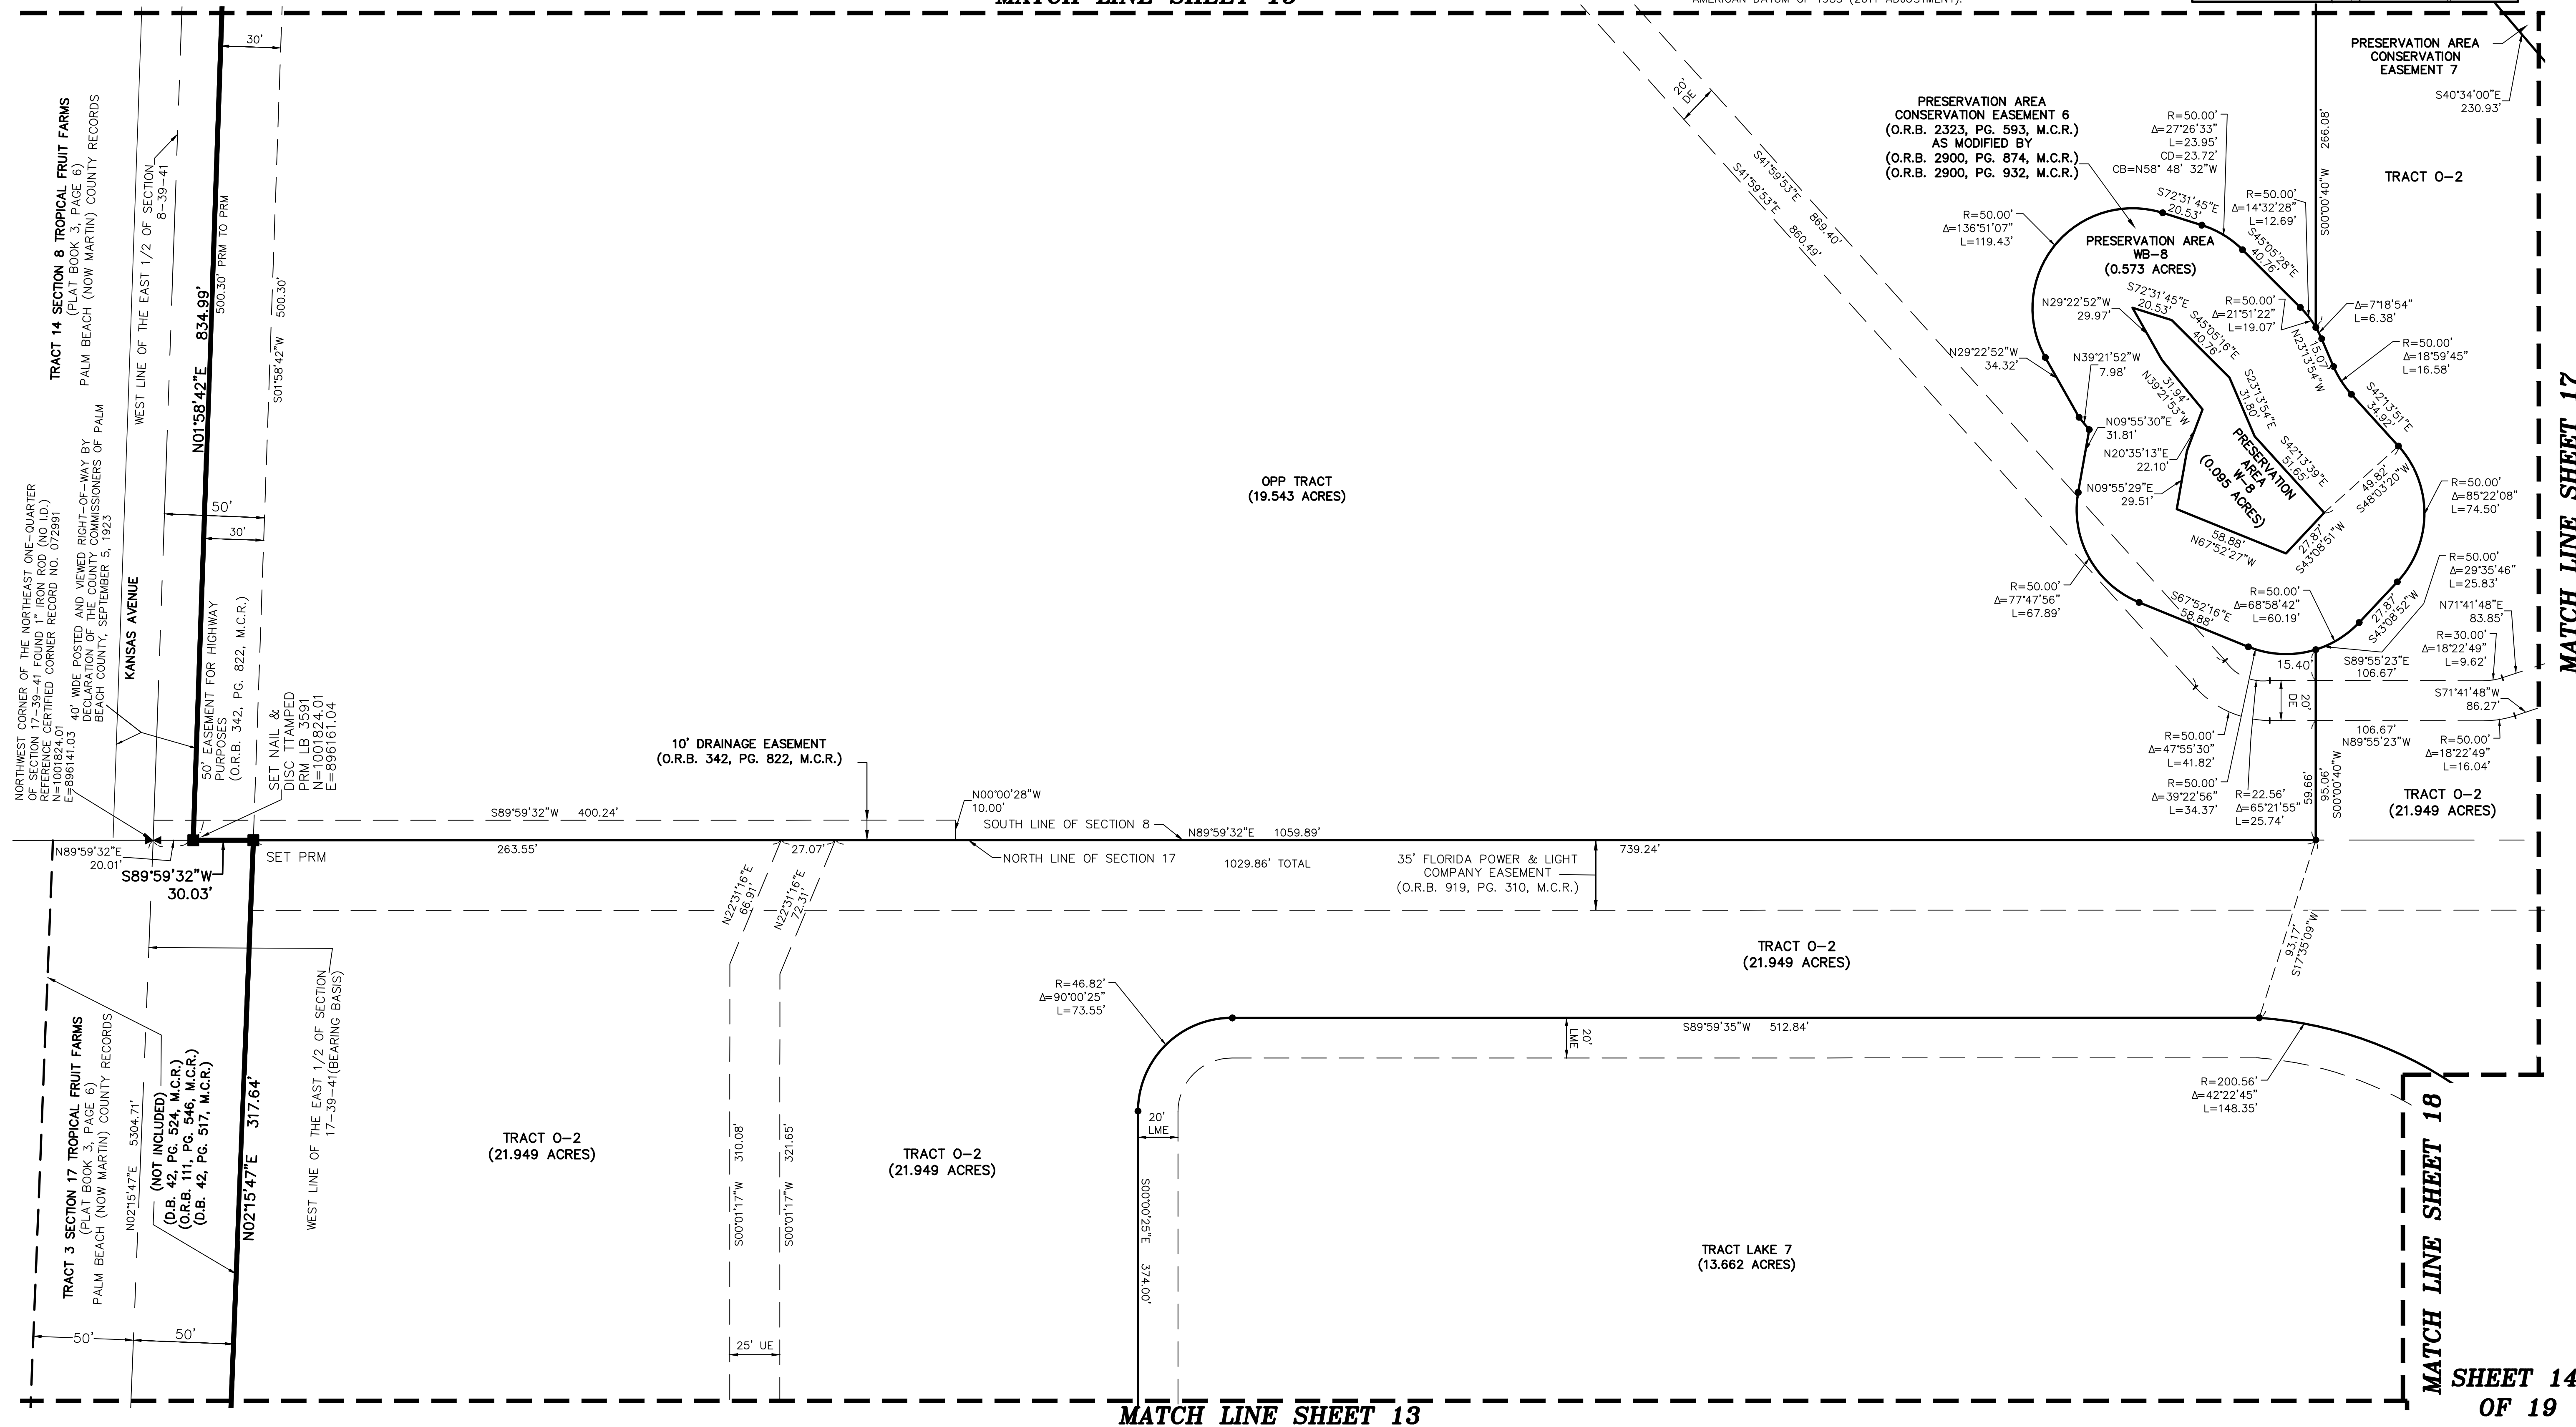 30'
TRACT 14 SECTION 8 TROPICAL FRUIT FARMS
(PLAT BOOK 3, PAGE 6)
PALM BEACH (NOW MARTIN) COUNTY RECORDS
WEST LINE OF THE EAST 1/2 OF SECTION
8-39-41
N01°58'42"E 834.99'
500.30' PRM TO PRM
S01°58'42"W 500.30'
50'
30'
KANSAS AVENUE
NORTHWEST CORNER OF THE NORTHEAST ONE-QUARTER
OF SECTION 17-39-41 FOUND 1" IRON ROD (NO I.D.)
REFERENCE CERTIFIED CORNER RECORD NO. 072991
N=1001824.01
E=896141.03
40' WIDE POSTED AND VIEWED RIGHT-OF-WAY BY
DECLARATION OF THE COUNTY COMMISSIONERS OF PALM
BEACH COUNTY, SEPTEMBER 5, 1923
50' EASEMENT FOR HIGHWAY
PURPOSES
(O.R.B. 342, PG. 822, M.C.R.)
SET NAIL &
DISC TTAMPED
PRM LB 3591
N=1001824.01
E=896161.04
N89°59'32"E
20.01'
S89°59'32"W
30.03'
SET PRM
10' DRAINAGE EASEMENT
(O.R.B. 342, PG. 822, M.C.R.)
S89°59'32"W 400.24'
N00°00'28"W
10.00'
SOUTH LINE OF SECTION 8
N89°59'32"E 1059.89'
263.55'
27.07'
NORTH LINE OF SECTION 17
1029.86' TOTAL
739.24'
35' FLORIDA POWER & LIGHT
COMPANY EASEMENT
(O.R.B. 919, PG. 310, M.C.R.)
OPP TRACT
(19.543 ACRES)
20'
DE
S41°59'53"E 869.40'
S41°59'53"E 860.49'
PRESERVATION AREA
CONSERVATION EASEMENT 6
(O.R.B. 2323, PG. 593, M.C.R.)
AS MODIFIED BY
(O.R.B. 2900, PG. 874, M.C.R.)
(O.R.B. 2900, PG. 932, M.C.R.)
PRESERVATION AREA
CONSERVATION
EASEMENT 7
S40°34'00"E
230.93'
R=50.00'
Δ=27°26'33"
L=23.95'
CD=23.72'
CB=N58° 48' 32"W
S00°00'40"W 266.08'
TRACT O-2
R=50.00'
Δ=14°32'28"
L=12.69'
S72°31'45"E
20.53'
R=50.00'
Δ=136°51'07"
L=119.43'
PRESERVATION AREA
WB-8
(0.573 ACRES)
S45°05'28"E
40.76'
S72°31'45"E
20.53'
N29°22'52"W
29.97'
R=50.00'
Δ=21°51'22"
L=19.07'
Δ=7°18'54"
L=6.38'
S45°05'16"E
40.76'
15.07'
N23°13'54"W
R=50.00'
Δ=18°59'45"
L=16.58'
N29°22'52"W
34.32'
N39°21'52"W
7.98'
31.94'
N39°21'53"W
S23°13'54"E
31.80'
S42°13'51"E
34.92'
N09°55'30"E
31.81'
N20°35'13"E
22.10'
PRESERVATION
AREA
W-8
(0.095 ACRES)
S42°13'39"E
51.65'
49.82'
S48°03'20"W
N09°55'29"E
29.51'
R=50.00'
Δ=85°22'08"
L=74.50'
58.88'
N67°52'27"W
27.87'
S43°08'51"W
R=50.00'
Δ=29°35'46"
L=25.83'
R=50.00'
Δ=77°47'56"
L=67.89'
S67°52'16"E
58.88'
R=50.00'
Δ=68°58'42"
L=60.19'
27.87'
S43°08'52"W
N71°41'48"E
83.85'
R=30.00'
Δ=18°22'49"
L=9.62'
15.40'
S89°55'23"E
106.67'
S71°41'48"W
86.27'
20'
DE
106.67'
N89°55'23"W
R=50.00'
Δ=18°22'49"
L=16.04'
R=50.00'
Δ=47°55'30"
L=41.82'
R=50.00'
Δ=39°22'56"
L=34.37'
R=22.56'
Δ=65°21'55"
L=25.74'
59.66'
95.06'
S00°00'40"W
TRACT O-2
(21.949 ACRES)
MATCH LINE SHEET 17
N22°31'16"E
66.91'
N22°31'16"E
72.31'
TRACT O-2
(21.949 ACRES)
93.17'
S17°35'09"W
R=46.82'
Δ=90°00'25"
L=73.55'
S89°59'35"W 512.84'
20'
LME
R=200.56'
Δ=42°22'45"
L=148.35'
20'
LME
S00°00'25"E 374.00'
TRACT LAKE 7
(13.662 ACRES)
TRACT O-2
(21.949 ACRES)
TRACT O-2
(21.949 ACRES)
S00°01'17"W 310.08'
S00°01'17"W 321.65'
25' UE
WEST LINE OF THE EAST 1/2 OF SECTION
17-39-41(BEARING BASIS)
TRACT 3 SECTION 17 TROPICAL FRUIT FARMS
(PLAT BOOK 3, PAGE 6)
PALM BEACH (NOW MARTIN) COUNTY RECORDS
N02°15'47"E 5304.71'
(NOT INCLUDED)
(D.B. 42, PG. 524, M.C.R.)
(O.R.B. 111, PG. 546, M.C.R.)
(D.B. 42, PG. 517, M.C.R.)
N02°15'47"E 317.64'
50'
50'
MATCH LINE SHEET 13
MATCH LINE SHEET 18
SHEET 14
OF 19